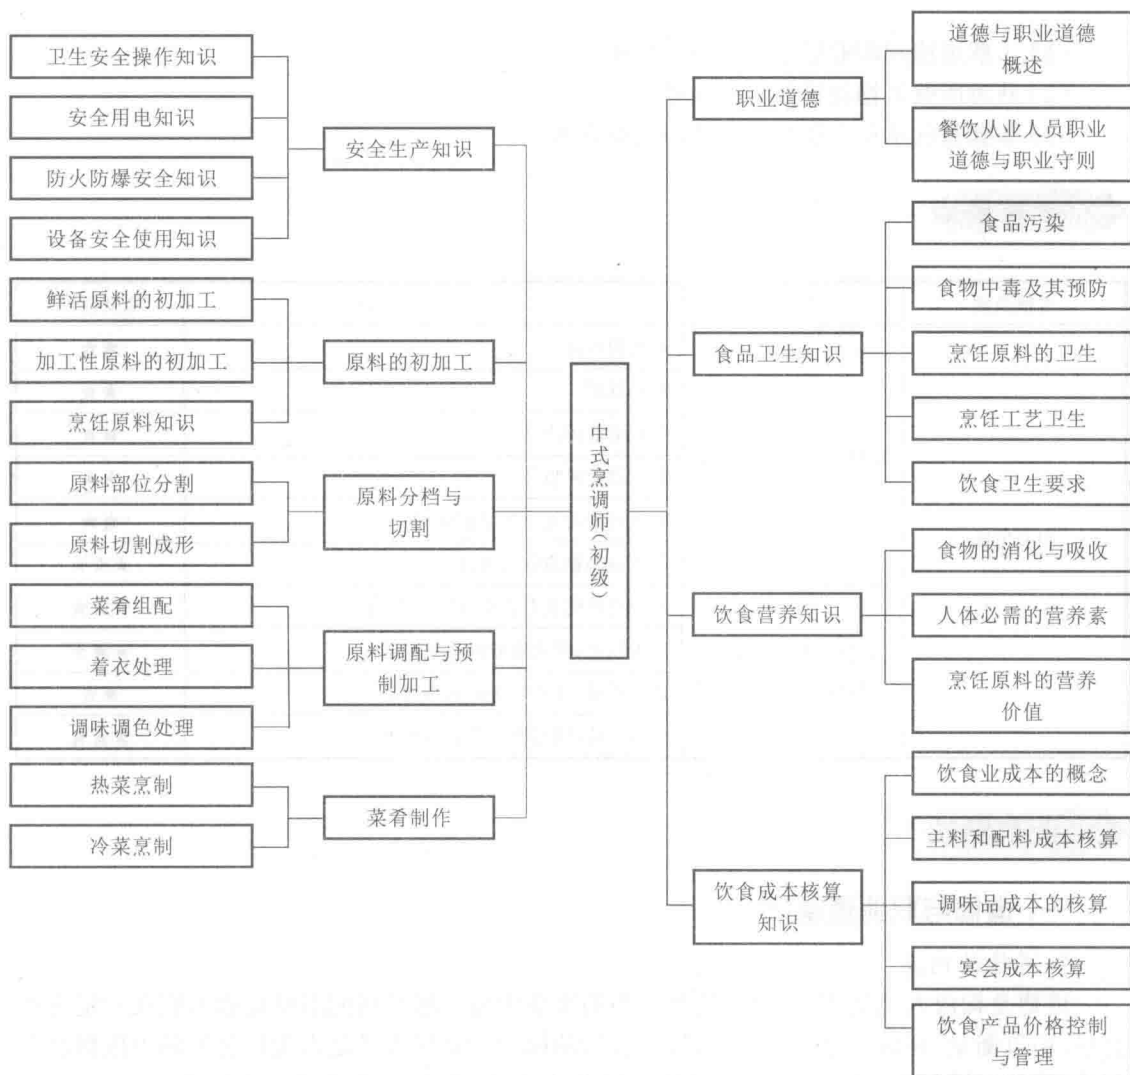 卫生安全操作知识
安全用电知识
防火防爆安全知识
设备安全使用知识
安全生产知识
鲜活原料的初加工
加工性原料的初加工
烹饪原料知识
原料的初加工
原料部位分割
原料切割成形
原料分档与
切割
菜肴组配
着衣处理
调味调色处理
原料调配与预
制加工
热菜烹制
冷菜烹制
菜肴制作
中式烹调师(初级)
职业道德
道德与职业道德
概述
餐饮从业人员职业
道德与职业守则
食品卫生知识
食品污染
食物中毒及其预防
烹饪原料的卫生
烹饪工艺卫生
饮食卫生要求
饮食营养知识
食物的消化与吸收
人体必需的营养素
烹饪原料的营养
价值
饮食成本核算
知识
饮食业成本的概念
主料和配料成本核算
调味品成本的核算
宴会成本核算
饮食产品价格控制
与管理